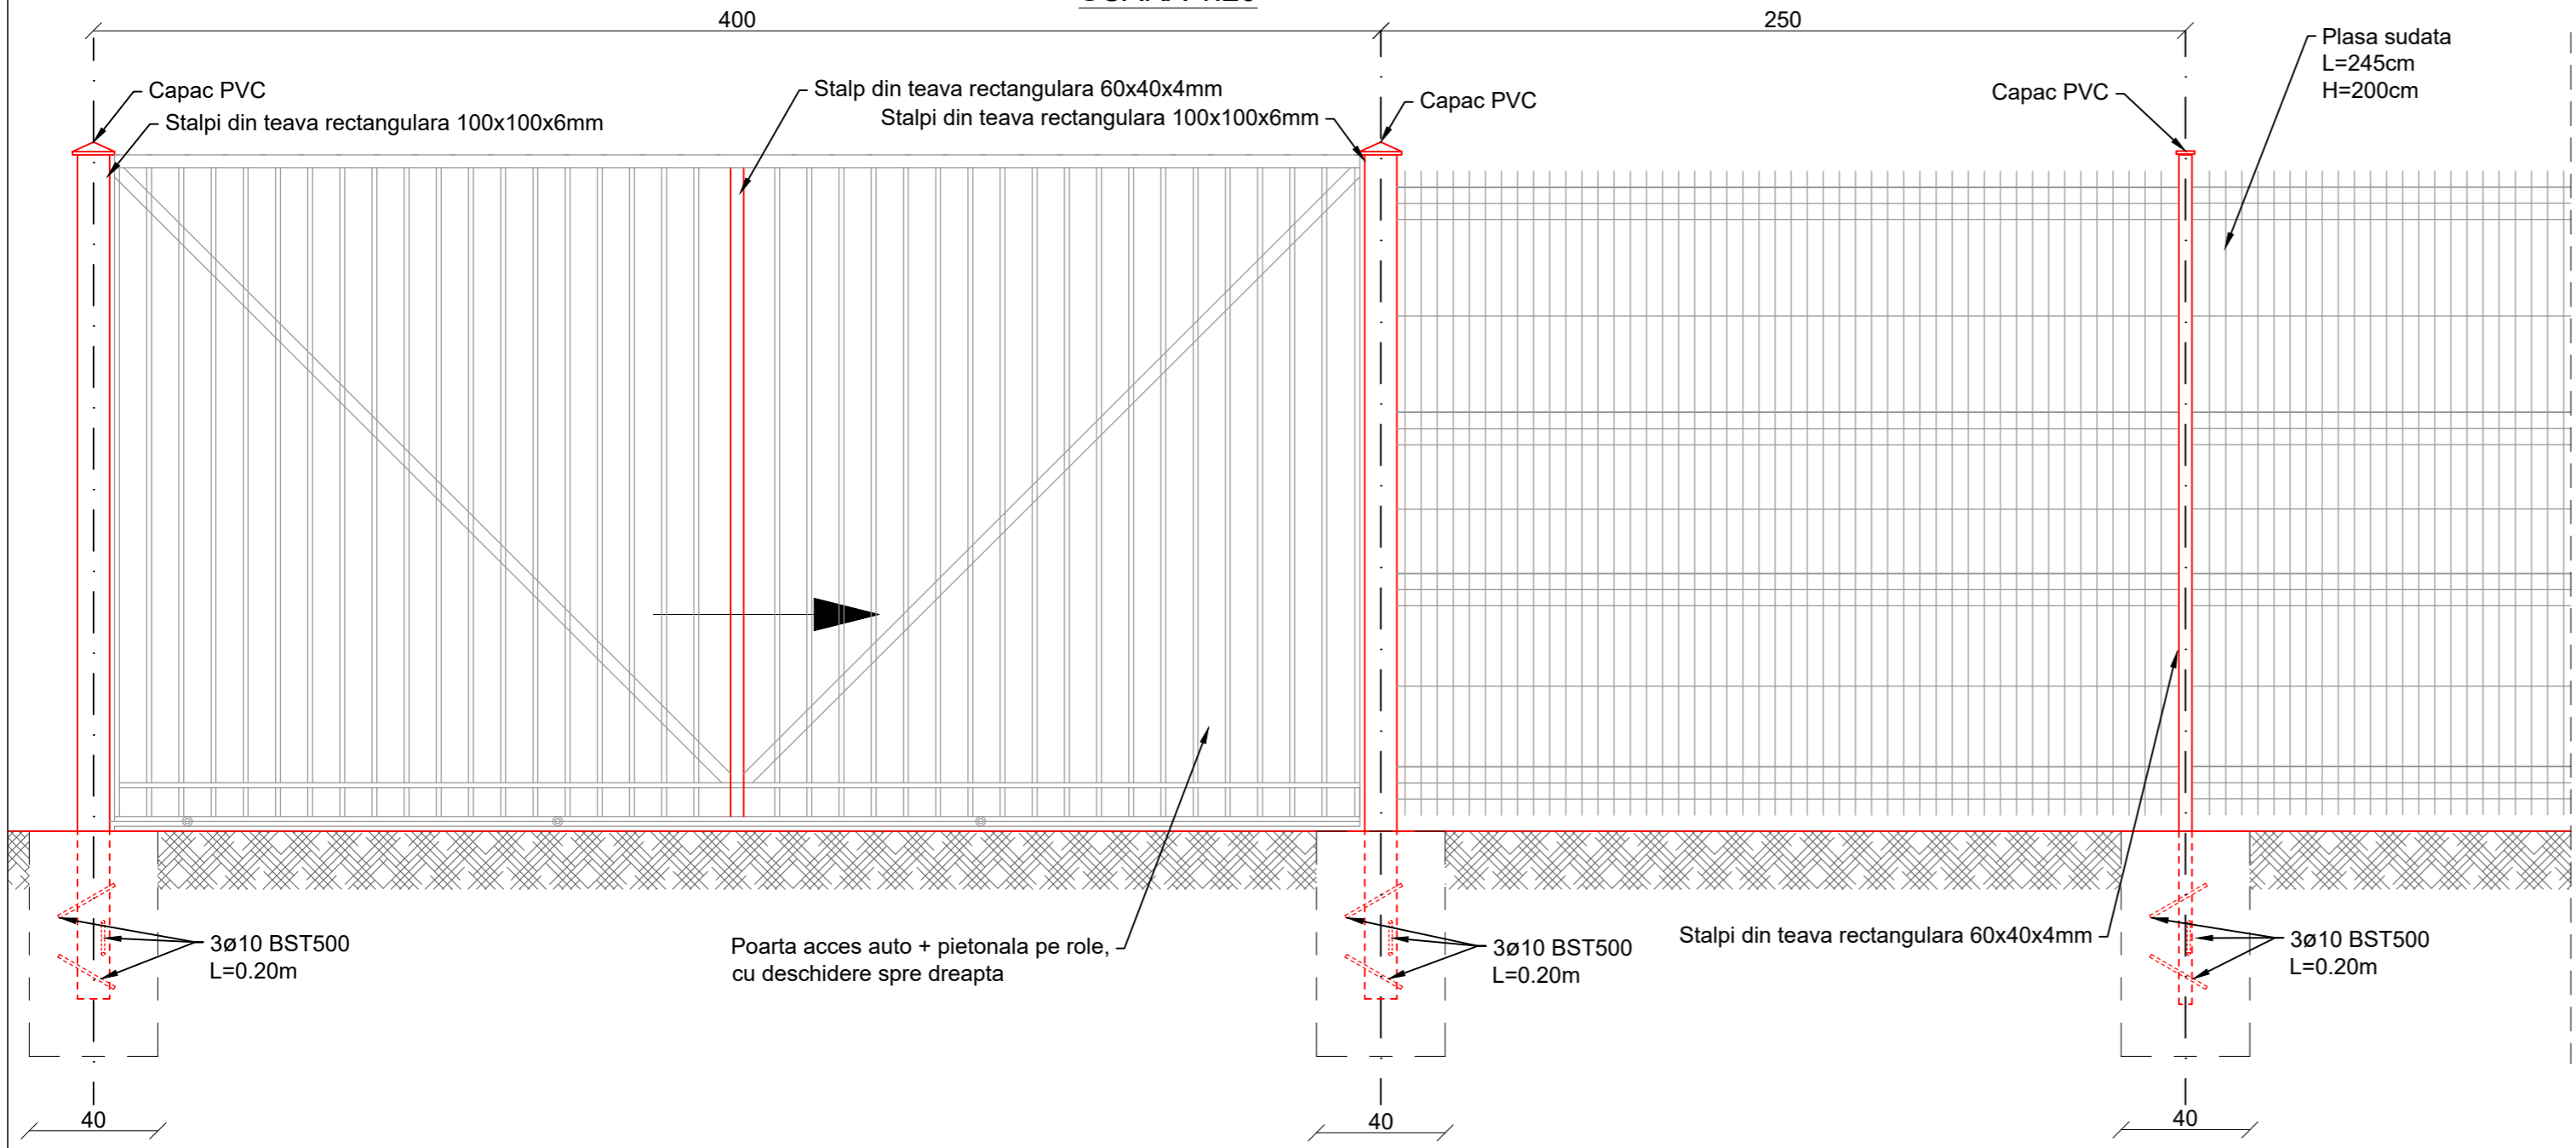 400
250
Plasa sudata
L=245cm
H=200cm
Capac PVC
Stalpi din teava rectangulara 100x100x6mm
Stalp din teava rectangulara 60x40x4mm
Stalpi din teava rectangulara 100x100x6mm
Capac PVC
Capac PVC
3ø10 BST500
L=0.20m
Poarta acces auto + pietonala pe role,
cu deschidere spre dreapta
3ø10 BST500
L=0.20m
Stalpi din teava rectangulara 60x40x4mm
3ø10 BST500
L=0.20m
40
40
40